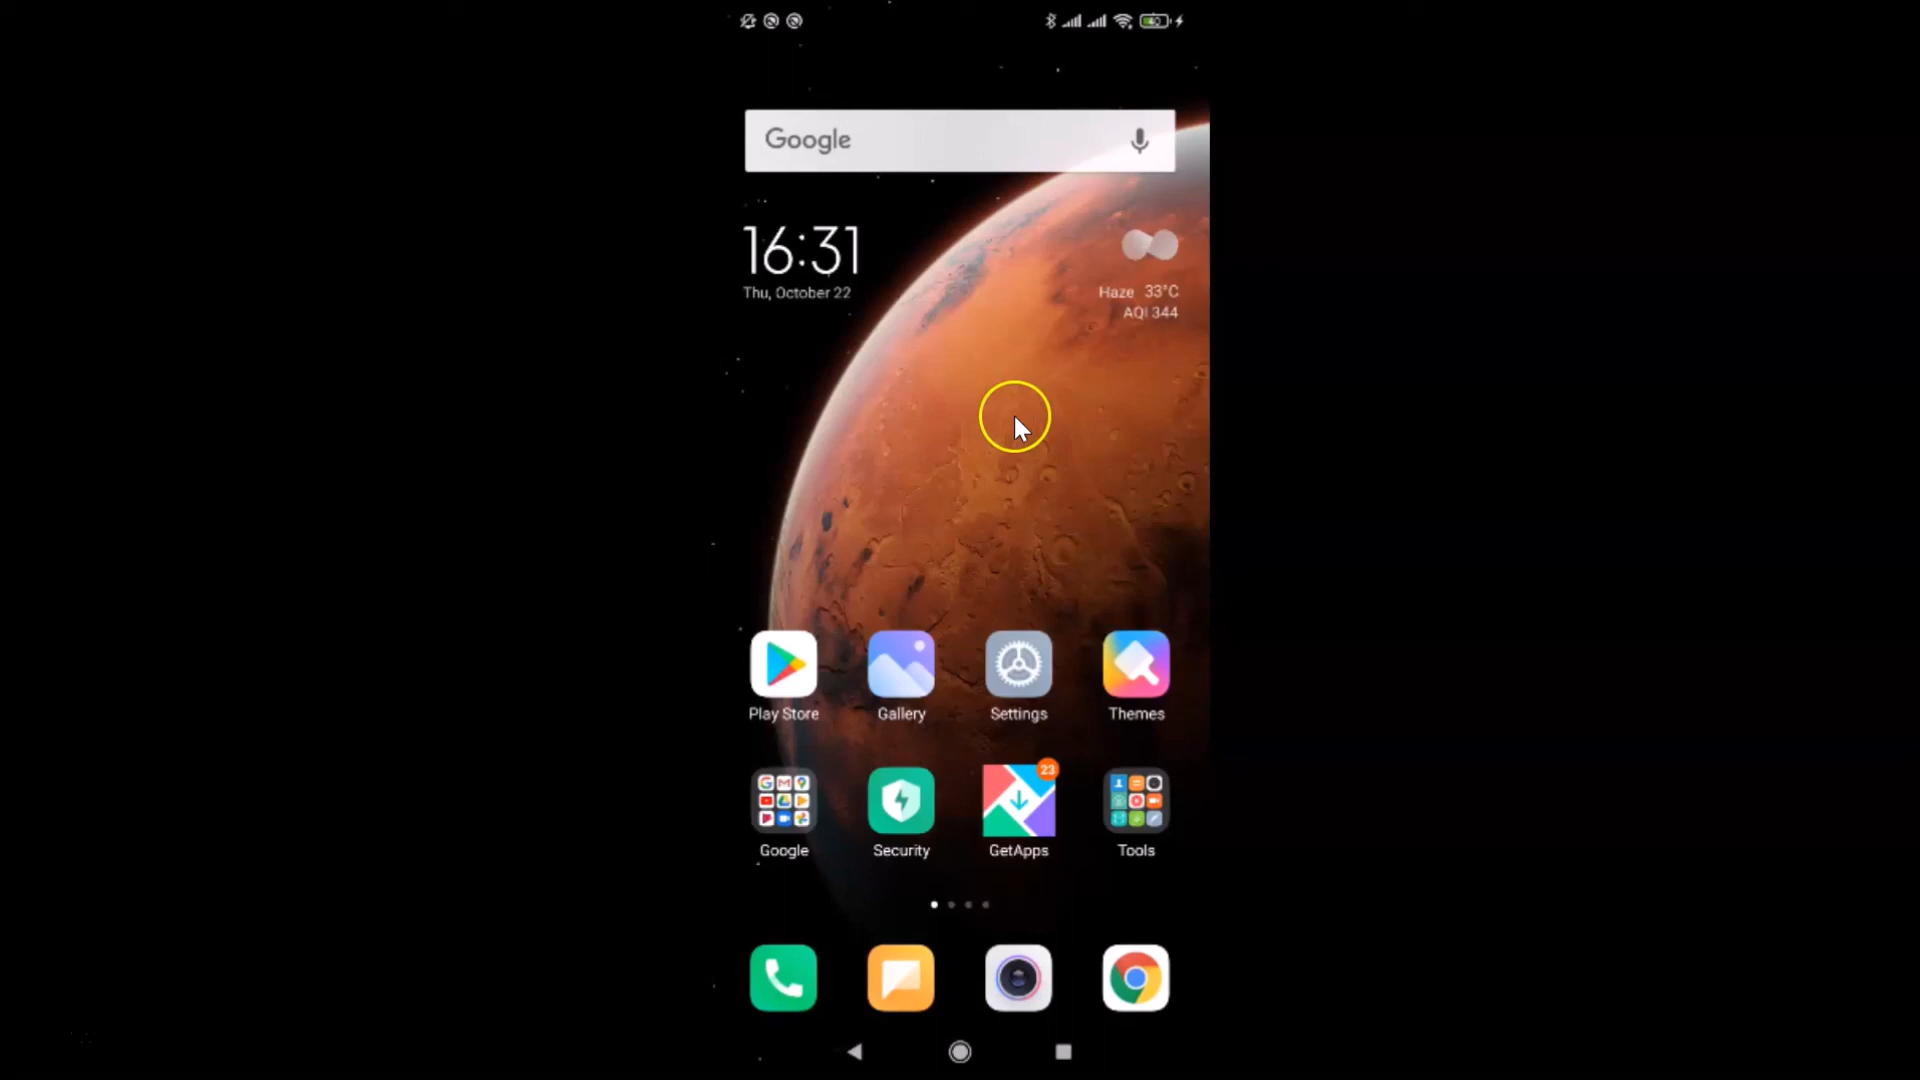 40
Google
16:31
Thu, October 22
Haze 33°C
AQI 344
Play Store
Gallery
Settings
Themes
23
Google
Security
GetApps
Tools